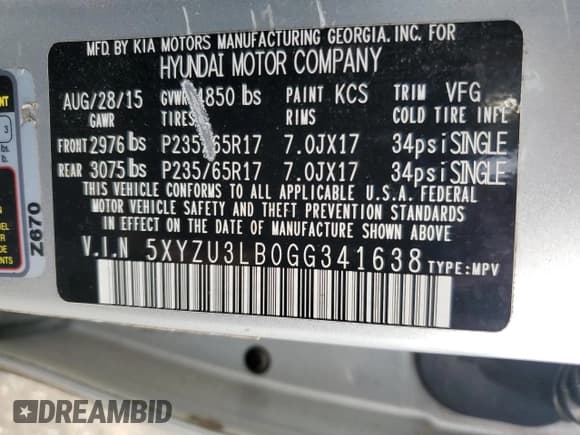 MFD. BY KIA MOTORS MANUFACTURING GEORGIA. INC. FOR
HYUNDAI MOTOR COMPANY
AUG/28/15 GVWR 4850 lbs PAINT KCS TRIM VFG
GAWR TIRES RIMS COLD TIRE INFL
FRONT 2976 lbs P235/65R17 7.0JX17 34psi SINGLE
REAR 3075 lbs P235/65R17 7.0JX17 34psi SINGLE
THIS VEHICLE CONFORMS TO ALL APPLICABLE U.S.A. FEDERAL
MOTOR VEHICLE SAFETY AND THEFT PREVENTION STANDARDS
IN EFFECT ON THE DATE OF MANUFACTURE SHOWN ABOVE.
V.I.N 5XYZU3LB0GG341638 TYPE:MPV
3
lbs.
Z670
DREAMBID